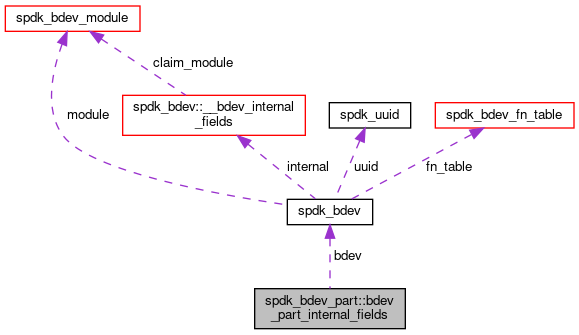 spdk_bdev_module
claim_module
spdk_bdev::__bdev_internal
_fields
spdk_uuid
spdk_bdev_fn_table
module
internal
uuid
fn_table
spdk_bdev
bdev
spdk_bdev_part::bdev
_part_internal_fields